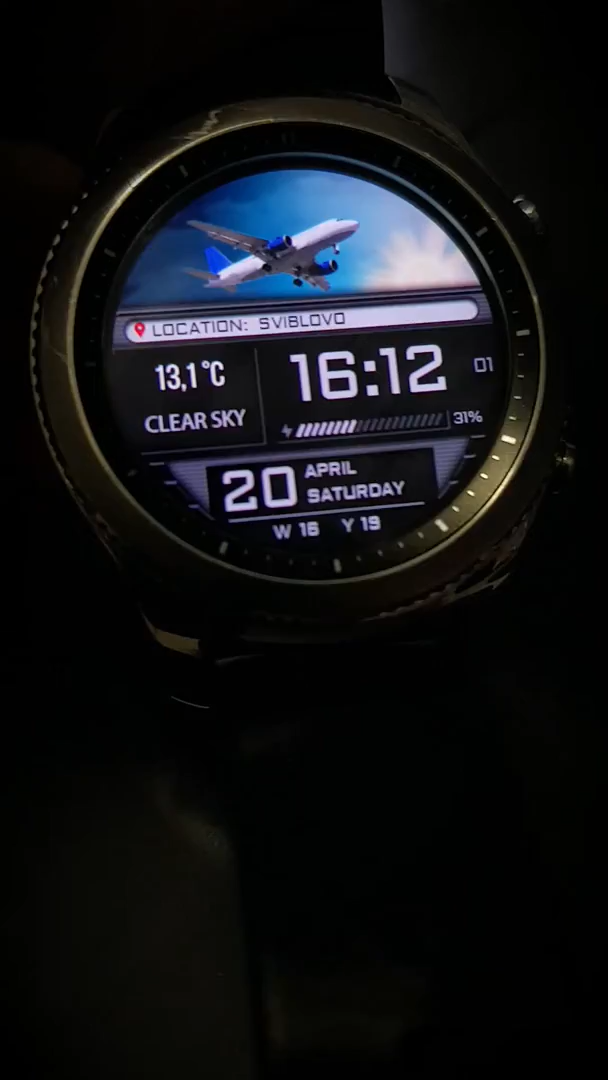 LOCATION: SVIBLOVO
13,1°C
16:12 01
CLEAR SKY
31%
20 APRIL
SATURDAY
W 16 Y 19